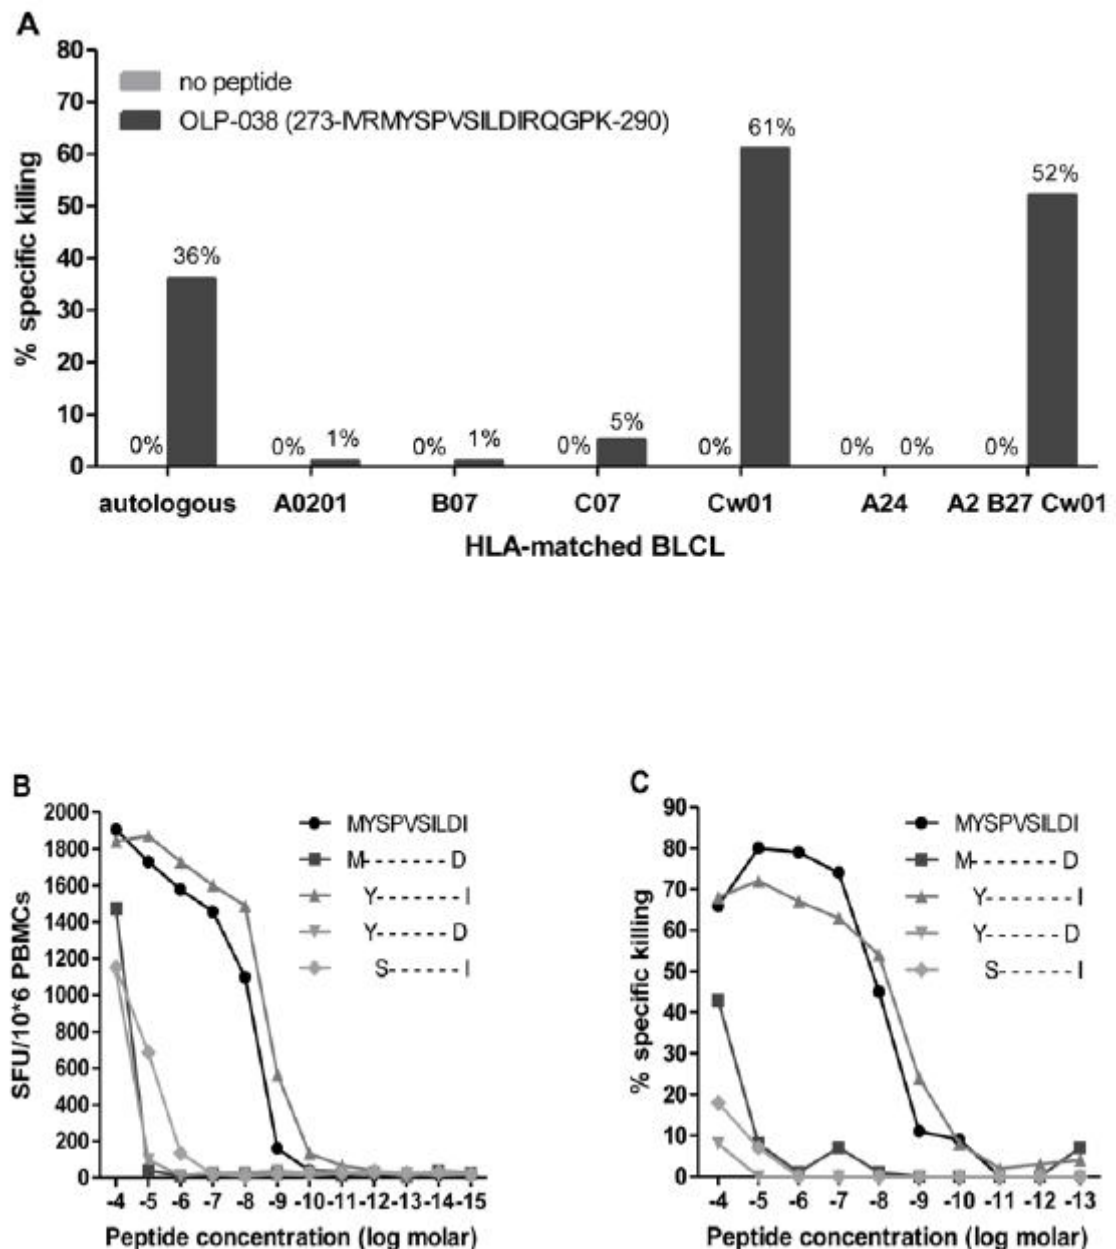 A
80
70
60
50
40
30
20
10
0
% specific killing
no peptide
OLP-038 (273-IVRMYSPVSILDIRQGPK-290)
0% 36%
0% 1%
0% 1%
0% 5%
0% 61%
0% 0%
0% 52%
autologous A0201 B07 C07 Cw01 A24 A2 B27 Cw01
HLA-matched BLCL
B
2000
1800
1600
1400
1200
1000
800
600
400
200
0
SFU/10*6 PBMCs
MYSPVSILDI
M-------D
Y-------I
Y------D
S------I
-4 -5 -6 -7 -8 -9 -10 -11 -12 -13 -14 -15
Peptide concentration (log molar)
C
90
80
70
60
50
40
30
20
10
0
% specific killing
MYSPVSILDI
M-------D
Y-------I
Y------D
S------I
-4 -5 -6 -7 -8 -9 -10 -11 -12 -13
Peptide concentration (log molar)